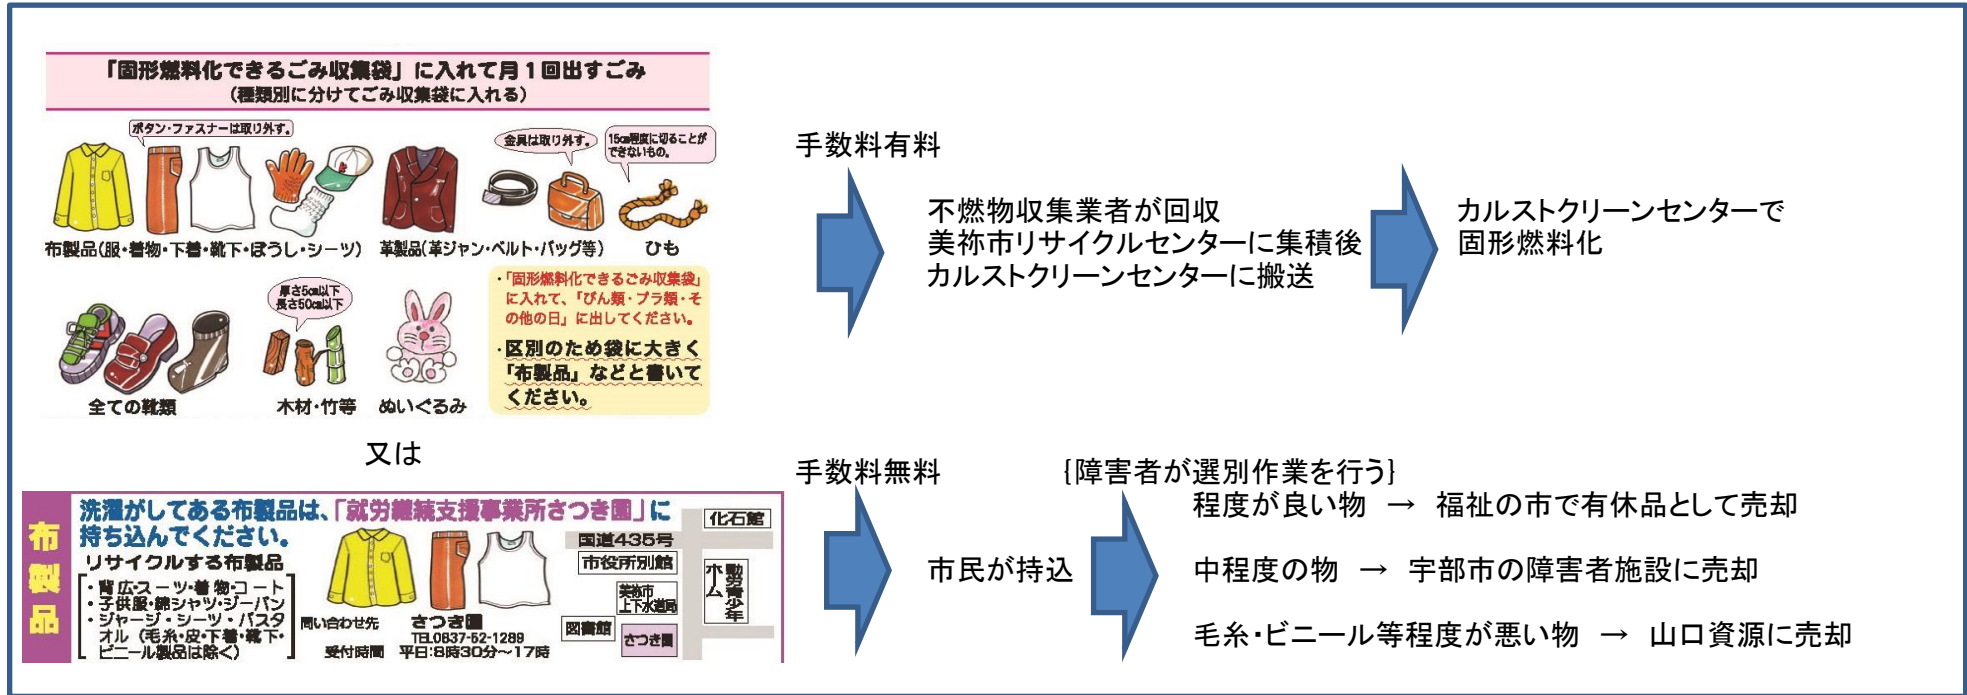 「固形燃料化できるごみ収集袋」に入れて月1回出すごみ
(種類別に分けてごみ収集袋に入れる)
ボタン・ファスナーは取り外す。
金具は取り外す。
15cm程度に切ることが
できないもの。
布製品(服・着物・下着・靴下・ぼうし・シーツ)
革製品(革ジャン・ベルト・バッグ等)
ひも
厚さ5cm以下
長さ50cm以下
全ての靴類
木材・竹等
ぬいぐるみ
・「固形燃料化できるごみ収集袋」
に入れて、「びん類・プラ類・そ
の他の日」に出してください。
・区別のため袋に大きく
「布製品」などと書いて
ください。
手数料有料
不燃物収集業者が回収
美祢市リサイクルセンターに集積後
カルストクリーンセンターに搬送
カルストクリーンセンターで
固形燃料化
又は
布製品
洗濯がしてある布製品は、「就労継続支援事業所さつき園」に
持ち込んでください。
リサイクルする布製品
・背広・スーツ・着物・コート
・子供服・綿シャツ・ジーパン
・ジャージ・シーツ・バスタ
オル(毛糸・皮・下着・靴下・
ビニール製品は除く)
問い合わせ先
さつき園
TEL0837-52-1289
受付時間 平日:8時30分～17時
化石館
国道435号
市役所別館
美祢市
上下水道局
勤労青少年
ホーム
図書館
さつき園
手数料無料
市民が持込
{障害者が選別作業を行う}
程度が良い物 → 福祉の市で有休品として売却
中程度の物 → 宇部市の障害者施設に売却
毛糸・ビニール等程度が悪い物 → 山口資源に売却